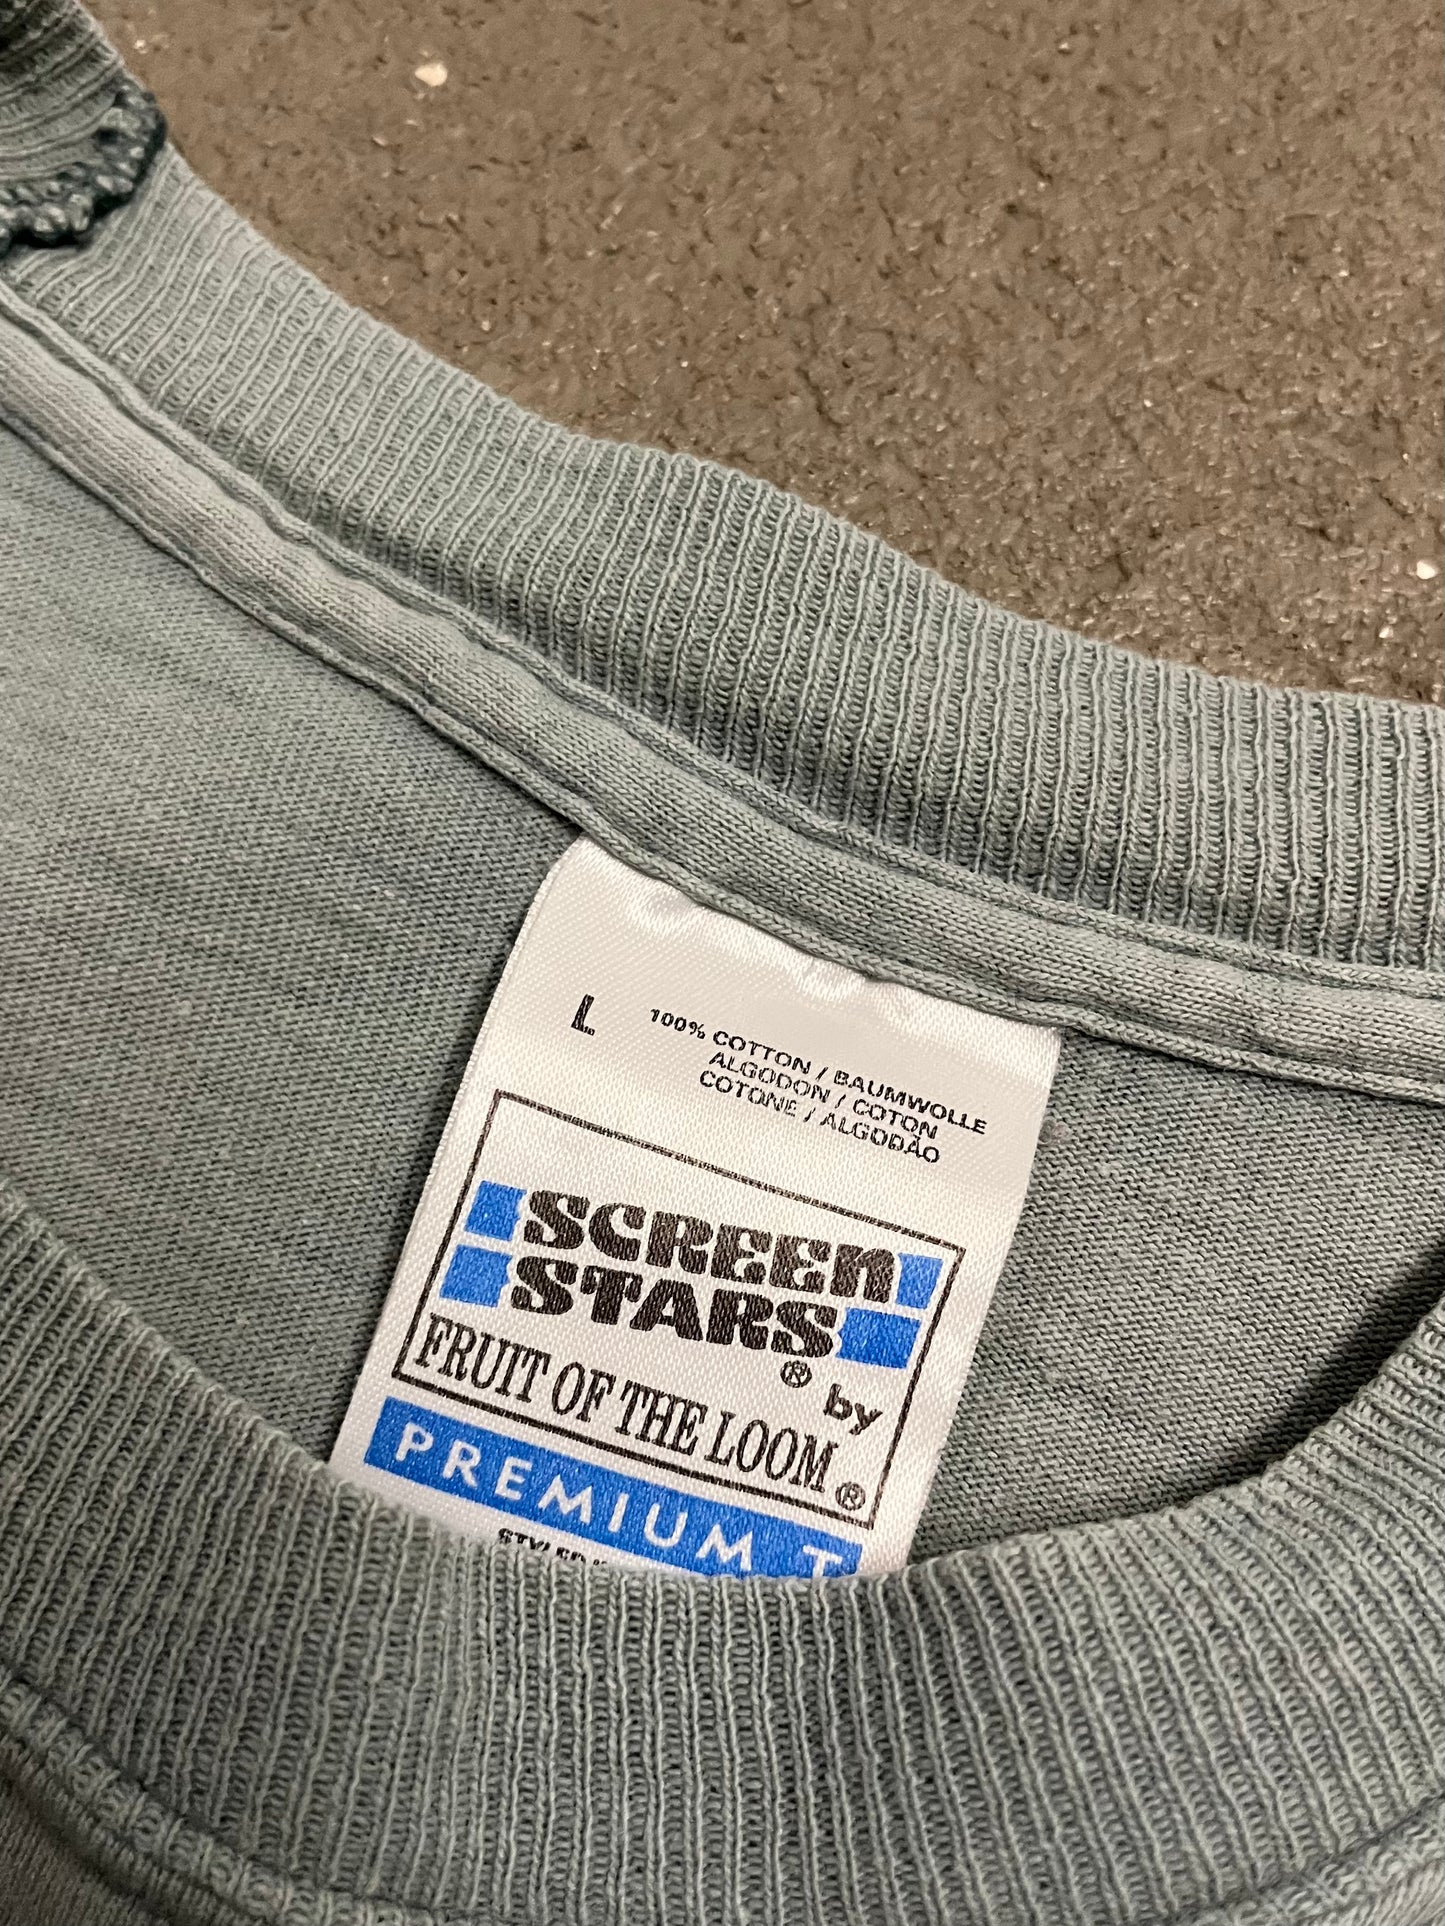 L
100% COTTON / BAUMWOLLE
ALGODON / COTON
COTONE / ALGODÃO
SCREEN
STARS
® by
FRUIT OF THE LOOM®
PREMIUM T